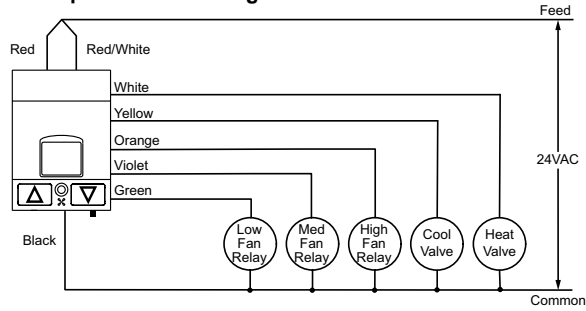 Feed
Red
Red/White
White
Yellow
Orange
24VAC
Violet
Green
Black
Low
Fan
Relay
Med
Fan
Relay
High
Fan
Relay
Cool
Valve
Heat
Valve
Common